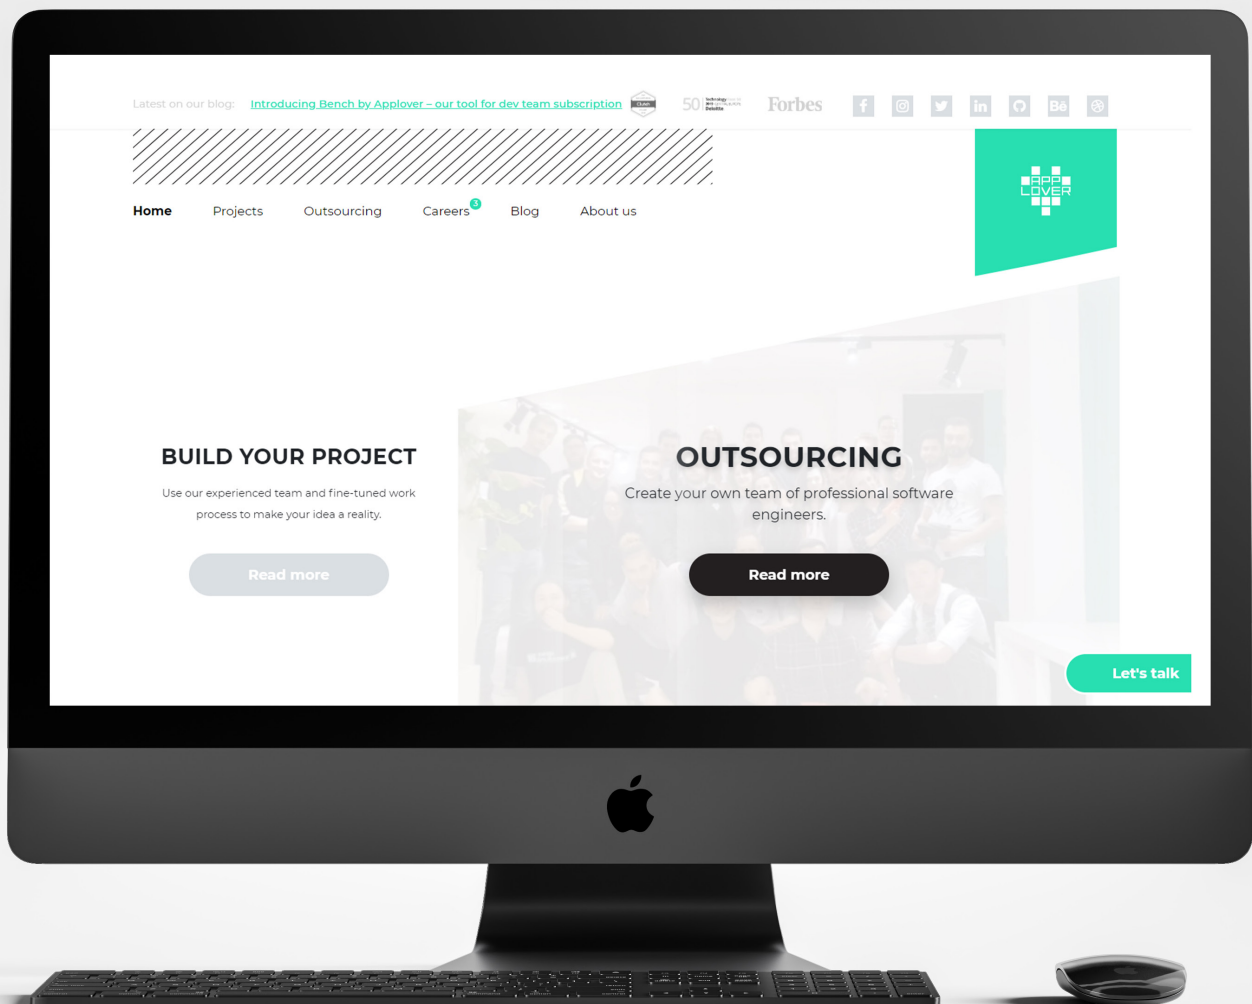 Latest on our blog: Introducing Bench by Applover – our tool for dev team subscription
50
Deloitte
Forbes
f
in
Bē
APP
LOVER
Home Projects Outsourcing Careers 3 Blog About us
BUILD YOUR PROJECT
Use our experienced team and fine-tuned work
process to make your idea a reality.
Read more
OUTSOURCING
Create your own team of professional software
engineers.
Read more
Let's talk